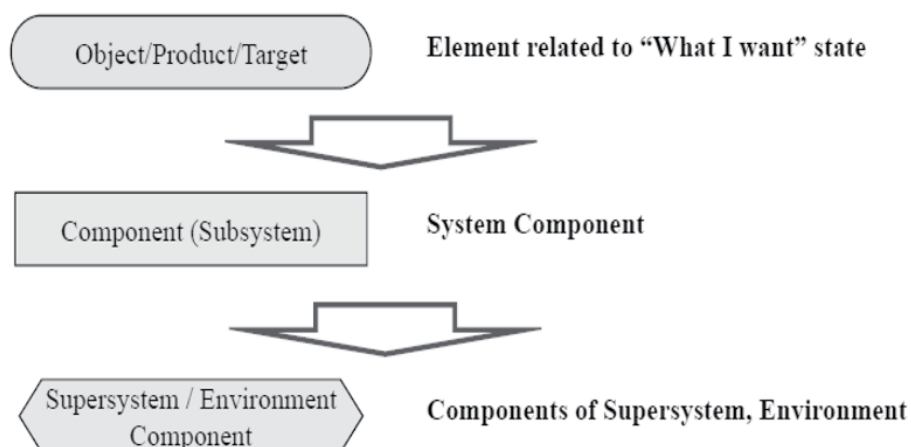 Object/Product/Target
Element related to “What I want” state
Component (Subsystem)
System Component
Supersystem / Environment
Component
Components of Supersystem, Environment